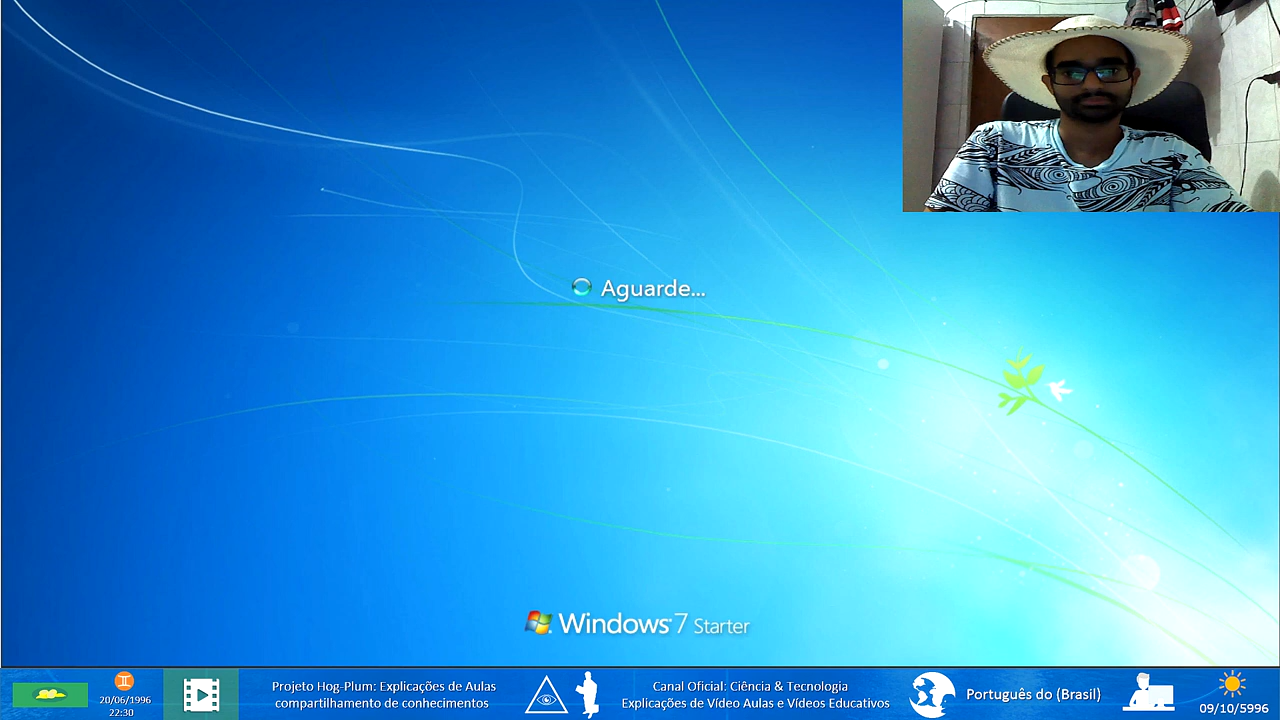 Aguarde...
Windows 7 Starter
20/06/1996
22:30
Projeto Hog-Plum: Explicações de Aulas
compartilhamento de conhecimentos
Canal Oficial: Ciência & Tecnologia
Explicações de Vídeo Aulas e Vídeos Educativos
Português do (Brasil)
09/10/5996